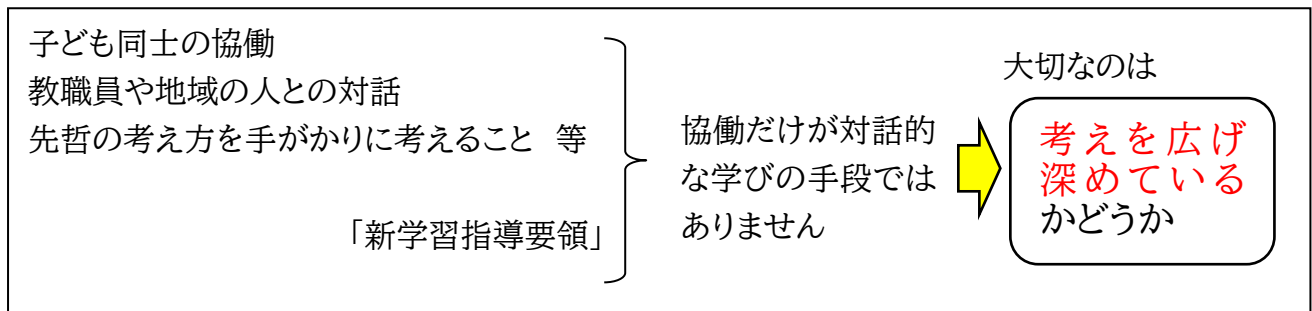 子ども同士の協働
教職員や地域の人との対話
先哲の考え方を手がかりに考えること　等
「新学習指導要領」
協働だけが対話的
な学びの手段では
ありません
大切なのは
考えを広げ
深めている
かどうか